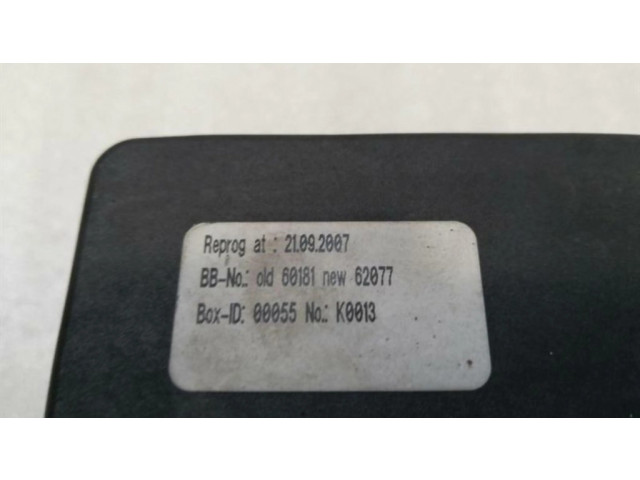 Reprog at : 21.09.2007
BB-No.: old 60181 new 62077
Box-ID: 00055 No.: K0013